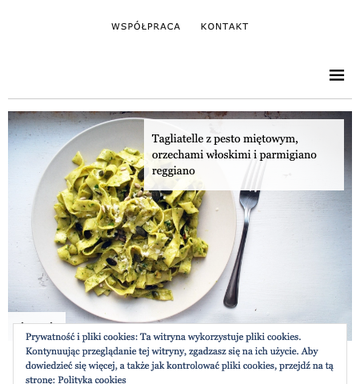 WSPÓŁPRACA KONTAKT
Tagliatelle z pesto miętowym,
orzechami włoskimi i parmigiano
reggiano
Prywatność i pliki cookies: Ta witryna wykorzystuje pliki cookies.
Kontynuując przeglądanie tej witryny, zgadzasz się na ich użycie. Aby
dowiedzieć się więcej, a także jak kontrolować pliki cookies, przejdź na tą
stronę: Polityka cookies